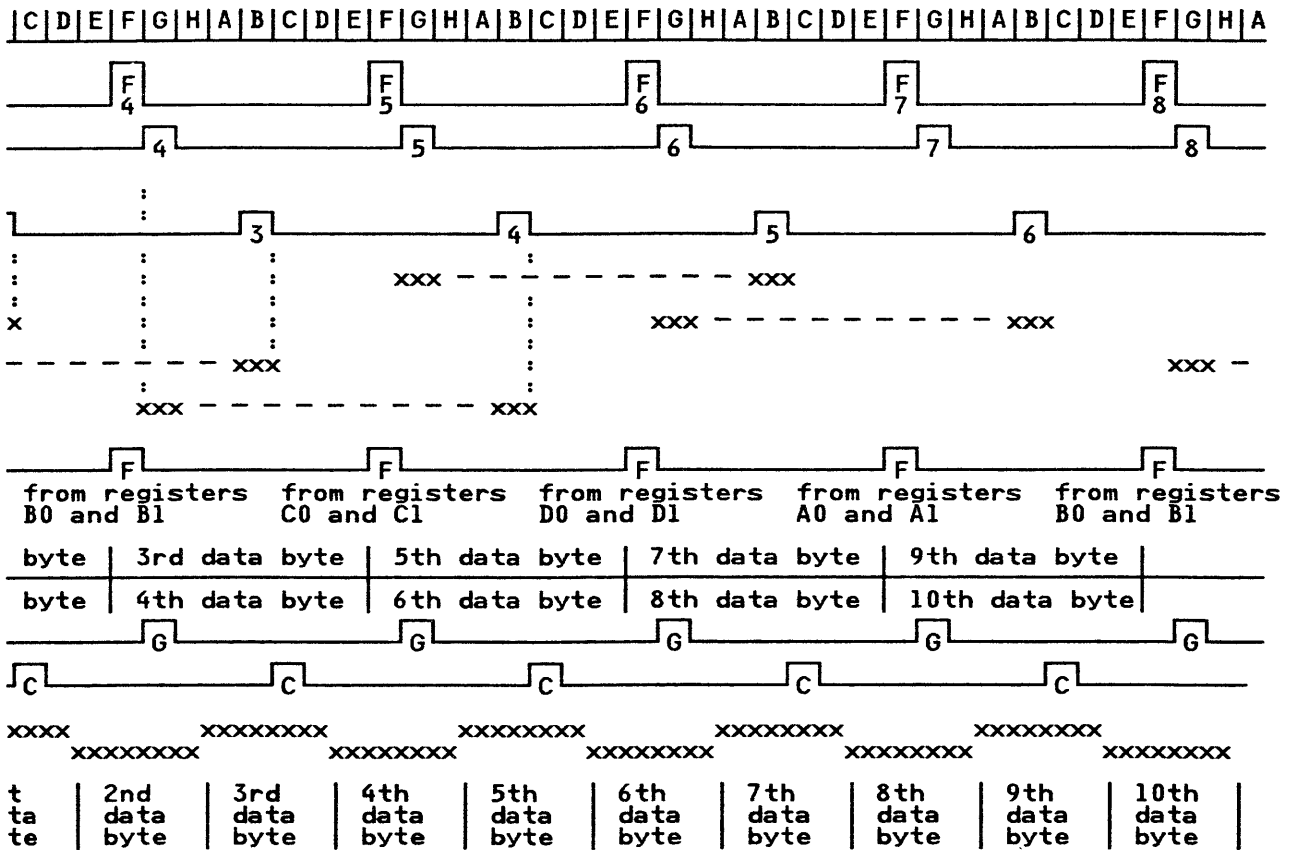 C D E F G H A B C D E F G H A B C D E F G H A B C D E F G H A B C D E F G H A
F F F F F
4 5 6 7 8
4 5 6 7 8
3 4 5 6
xxx xxx
x xxx xxx
xxx xxx
xxx xxx
F F F F F
from registers from registers from registers from registers from registers
B0 and B1 C0 and C1 D0 and D1 A0 and A1 B0 and B1
byte 3rd data byte 5th data byte 7th data byte 9th data byte
byte 4th data byte 6th data byte 8th data byte 10th data byte
G G G G G
C C C C C
xxxx xxxxxxxx xxxxxxxx xxxxxxxx xxxxxxxx
xxxxxxxx xxxxxxxx xxxxxxxx xxxxxxxx xxxxxxxx
t 2nd 3rd 4th 5th 6th 7th 8th 9th 10th
ta data data data data data data data data data
te byte byte byte byte byte byte byte byte byte